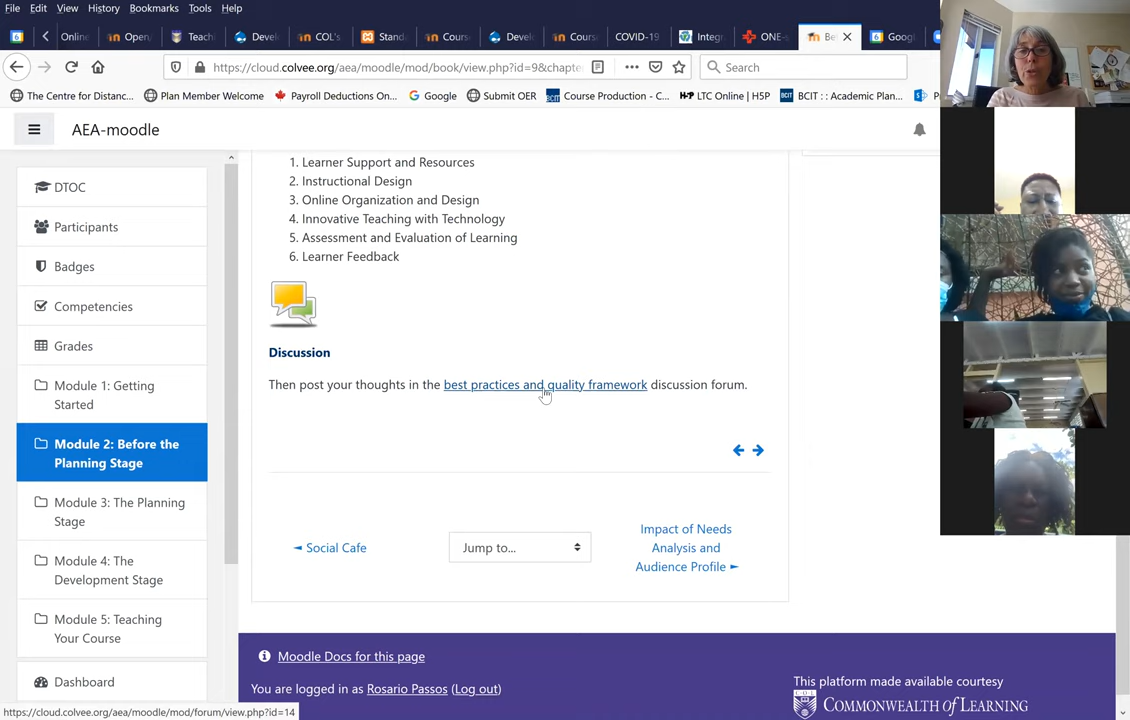 File Edit View History Bookmarks Tools Help
6 Online Open Teach Devel COL's Stand Cours Devel Cours COVID-19 Integr ONE- Be Goog
https://cloud.colvee.org/aea/moodle/mod/book/view.php?id=9&chapte
Search
The Centre for Distanc... Plan Member Welcome Payroll Deductions On... Google Submit OER Course Production - C... LTC Online | H5P BCIT : : Academic Plan...
AEA-moodle
DTOC
Participants
Badges
Competencies
Grades
Module 1: Getting
Started
Module 2: Before the
Planning Stage
Module 3: The Planning
Stage
Module 4: The
Development Stage
Module 5: Teaching
Your Course
Dashboard
1. Learner Support and Resources
2. Instructional Design
3. Online Organization and Design
4. Innovative Teaching with Technology
5. Assessment and Evaluation of Learning
6. Learner Feedback
Discussion
Then post your thoughts in the best practices and quality framework discussion forum.
◄ Social Cafe
Jump to...
Impact of Needs
Analysis and
Audience Profile ►
Moodle Docs for this page
You are logged in as Rosario Passos (Log out)
This platform made available courtesy
COMMONWEALTH of LEARNING
https://cloud.colvee.org/aea/moodle/mod/forum/view.php?id=14